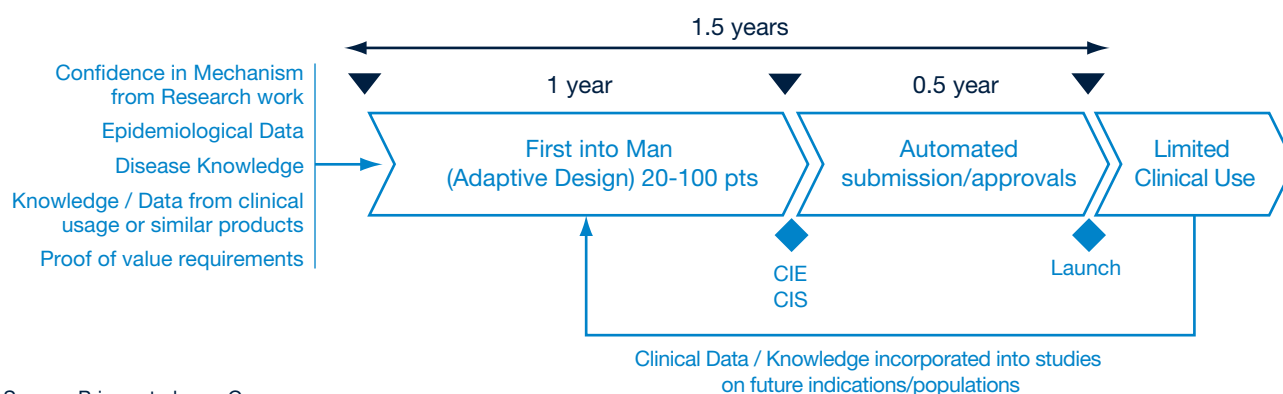 1.5 years
Confidence in Mechanism
from Research work
Epidemiological Data
Disease Knowledge
Knowledge / Data from clinical
usage or similar products
Proof of value requirements
1 year
0.5 year
First into Man
(Adaptive Design) 20-100 pts
Automated
submission/approvals
Limited
Clinical Use
CIE
CIS
Launch
Clinical Data / Knowledge incorporated into studies
on future indications/populations